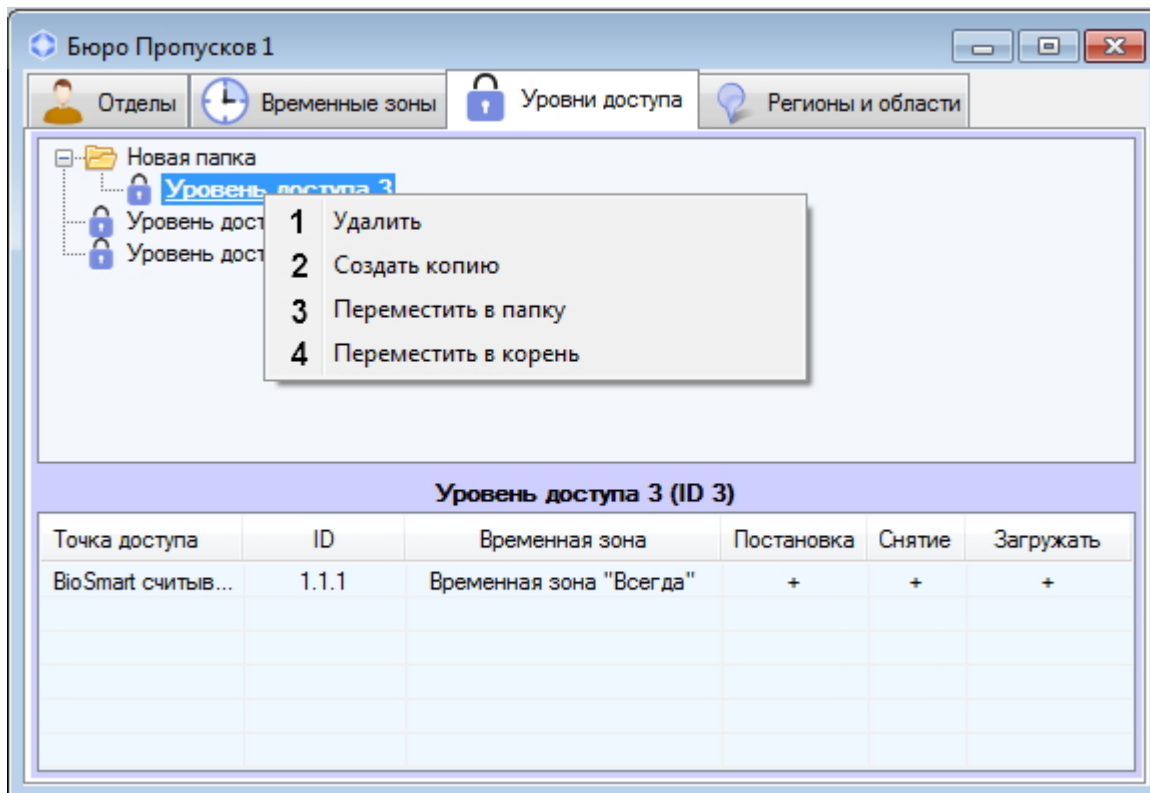 Бюро Пропусков 1
Отделы Временные зоны Уровни доступа Регионы и области
Новая папка
Уровень доступа 3
Уровень
Уровень
1 Удалить
2 Создать копию
3 Переместить в папку
4 Переместить в корень
Уровень доступа 3 (ID 3)
Точка доступа ID Временная зона Постановка Снятие Загружать
BioSmart считыв... 1.1.1 Временная зона "Всегда" + + +